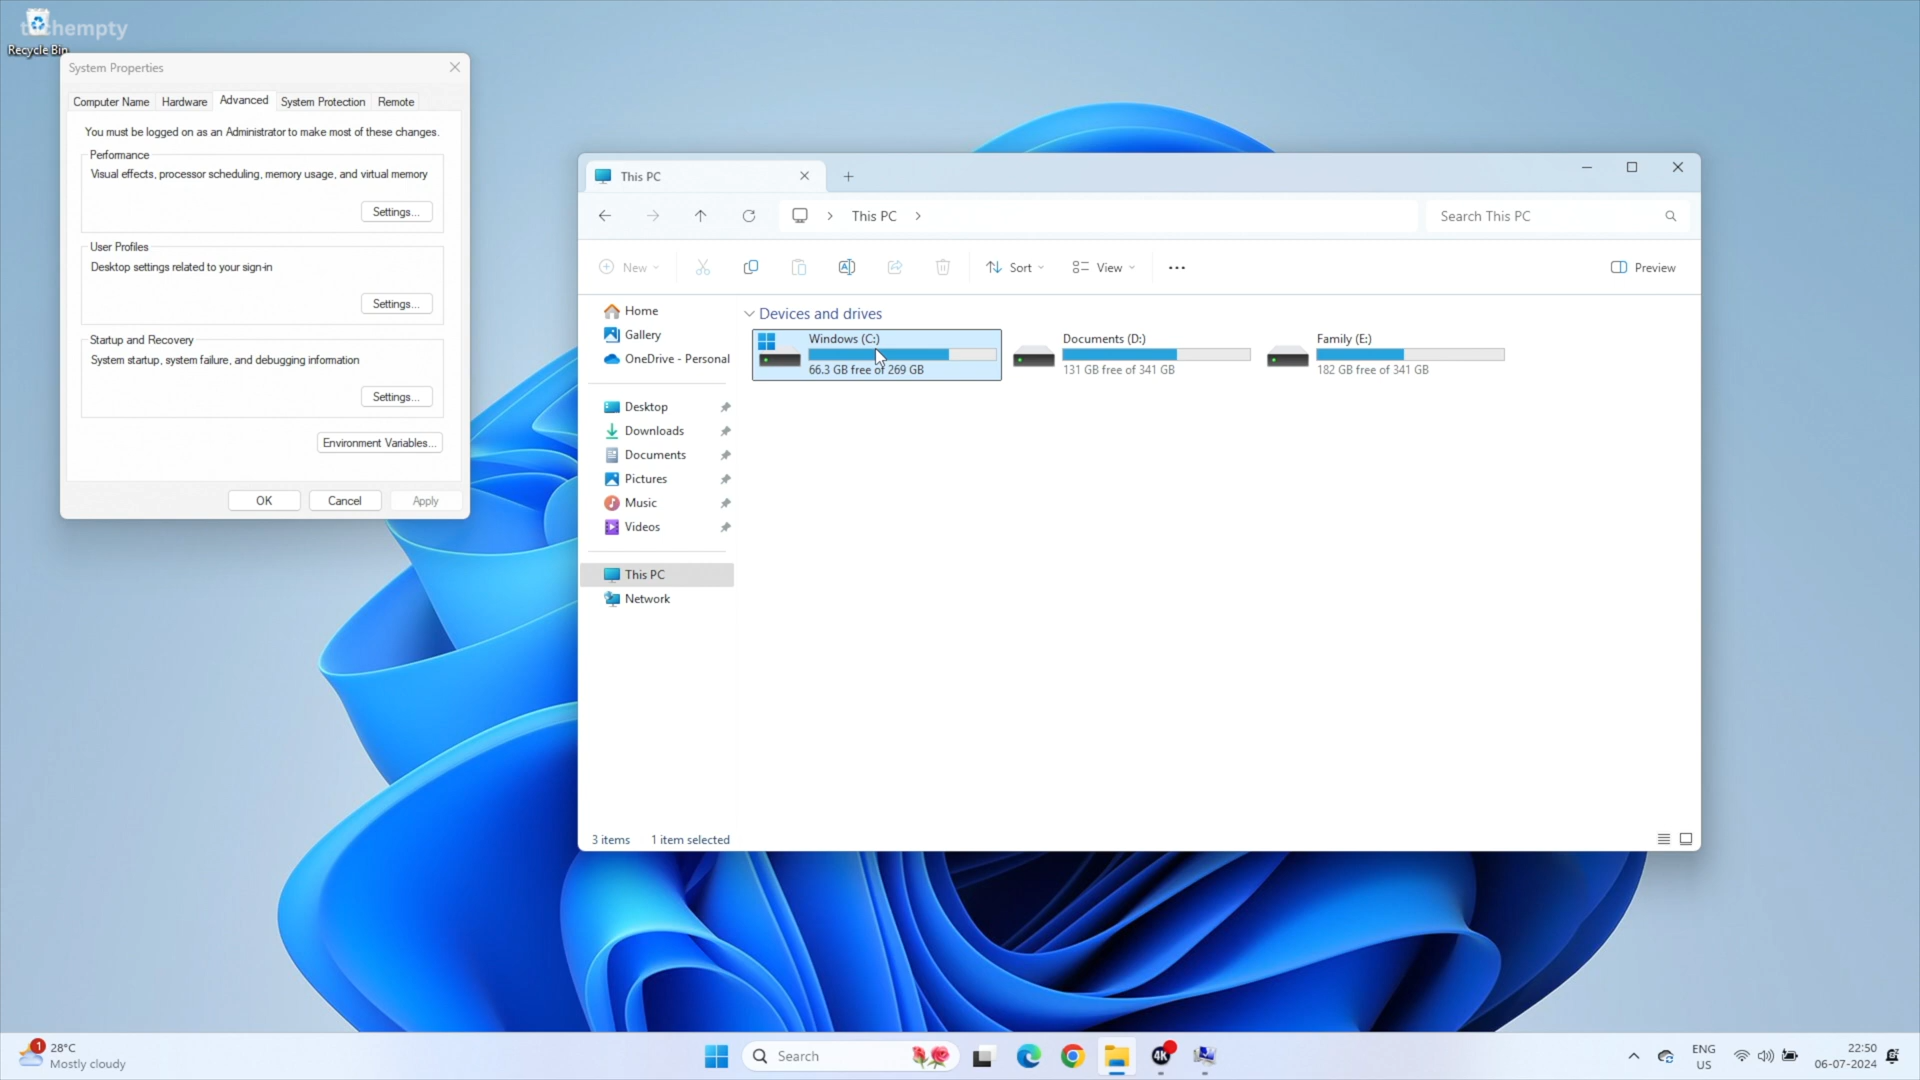 techempty
Recycle Bin
System Properties
Computer Name
Hardware
Advanced
System Protection
Remote
You must be logged on as an Administrator to make most of these changes.
Performance
Visual effects, processor scheduling, memory usage, and virtual memory
Settings...
User Profiles
Desktop settings related to your sign-in
Settings...
Startup and Recovery
System startup, system failure, and debugging information
Settings...
Environment Variables...
OK
Cancel
Apply
This PC
This PC
Search This PC
New
Sort
View
Preview
Home
Gallery
OneDrive - Personal
Desktop
Downloads
Documents
Pictures
Music
Videos
This PC
Network
Devices and drives
Windows (C:)
66.3 GB free of 269 GB
Documents (D:)
131 GB free of 341 GB
Family (E:)
182 GB free of 341 GB
3 items
1 item selected
1
28°C
Mostly cloudy
Search
4K
ENG
US
22:50
06-07-2024